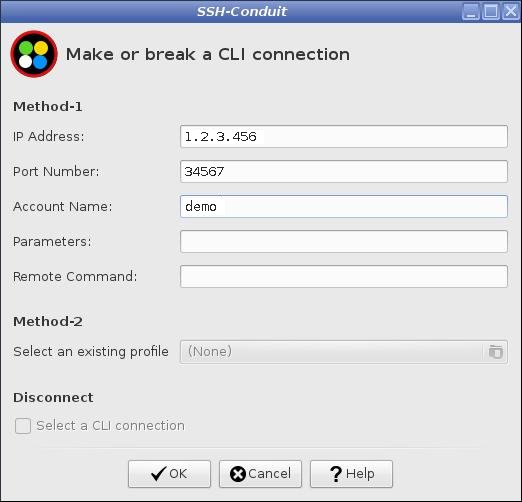 SSH-Conduit
Make or break a CLI connection
Method-1
IP Address: 1.2.3.456
Port Number: 34567
Account Name: demo
Parameters:
Remote Command:
Method-2
Select an existing profile (None)
Disconnect
Select a CLI connection
OK Cancel ? Help